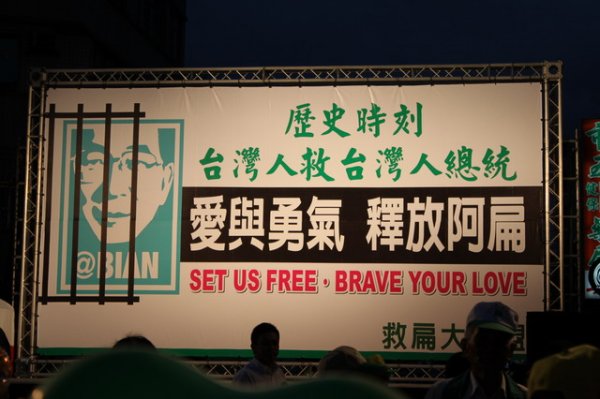 歷史時刻
台灣人救台灣人總統
愛與勇氣 釋放阿扁
@BIAN
SET US FREE · BRAVE YOUR LOVE
救扁大 盟